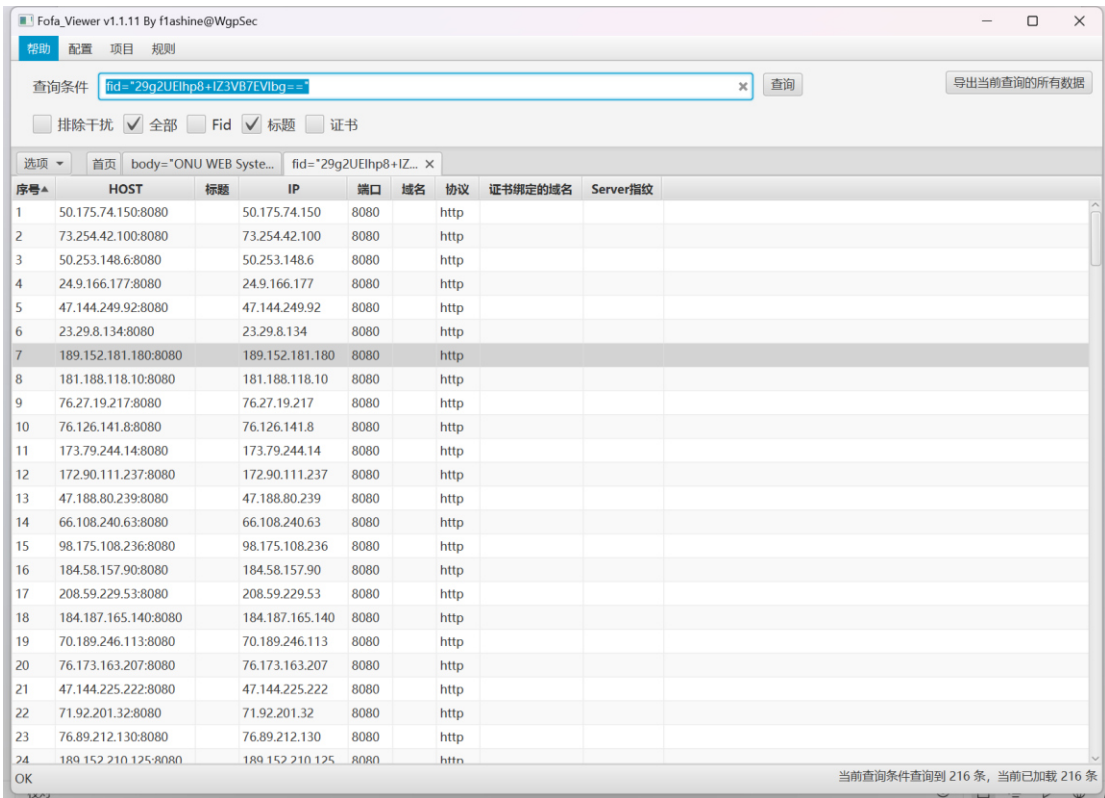 Fofa_Viewer v1.1.11 By f1ashine@WgpSec
帮助 配置 项目 规则
查询条件 fid="29g2UEIhp8+IZ3VB7EVIbg==" 查询 导出当前查询的所有数据
排除干扰 全部 Fid 标题 证书
选项 首页 body="ONU WEB Syste... fid="29g2UEIhp8+IZ...
序号 HOST 标题 IP 端口 域名 协议 证书绑定的域名 Server指纹
1 50.175.74.150:8080 50.175.74.150 8080 http
2 73.254.42.100:8080 73.254.42.100 8080 http
3 50.253.148.6:8080 50.253.148.6 8080 http
4 24.9.166.177:8080 24.9.166.177 8080 http
5 47.144.249.92:8080 47.144.249.92 8080 http
6 23.29.8.134:8080 23.29.8.134 8080 http
7 189.152.181.180:8080 189.152.181.180 8080 http
8 181.188.118.10:8080 181.188.118.10 8080 http
9 76.27.19.217:8080 76.27.19.217 8080 http
10 76.126.141.8:8080 76.126.141.8 8080 http
11 173.79.244.14:8080 173.79.244.14 8080 http
12 172.90.111.237:8080 172.90.111.237 8080 http
13 47.188.80.239:8080 47.188.80.239 8080 http
14 66.108.240.63:8080 66.108.240.63 8080 http
15 98.175.108.236:8080 98.175.108.236 8080 http
16 184.58.157.90:8080 184.58.157.90 8080 http
17 208.59.229.53:8080 208.59.229.53 8080 http
18 184.187.165.140:8080 184.187.165.140 8080 http
19 70.189.246.113:8080 70.189.246.113 8080 http
20 76.173.163.207:8080 76.173.163.207 8080 http
21 47.144.225.222:8080 47.144.225.222 8080 http
22 71.92.201.32:8080 71.92.201.32 8080 http
23 76.89.212.130:8080 76.89.212.130 8080 http
24 189.152.210.125:8080 189.152.210.125 8080 http
OK 当前查询条件查询到 216 条，当前已加载 216 条